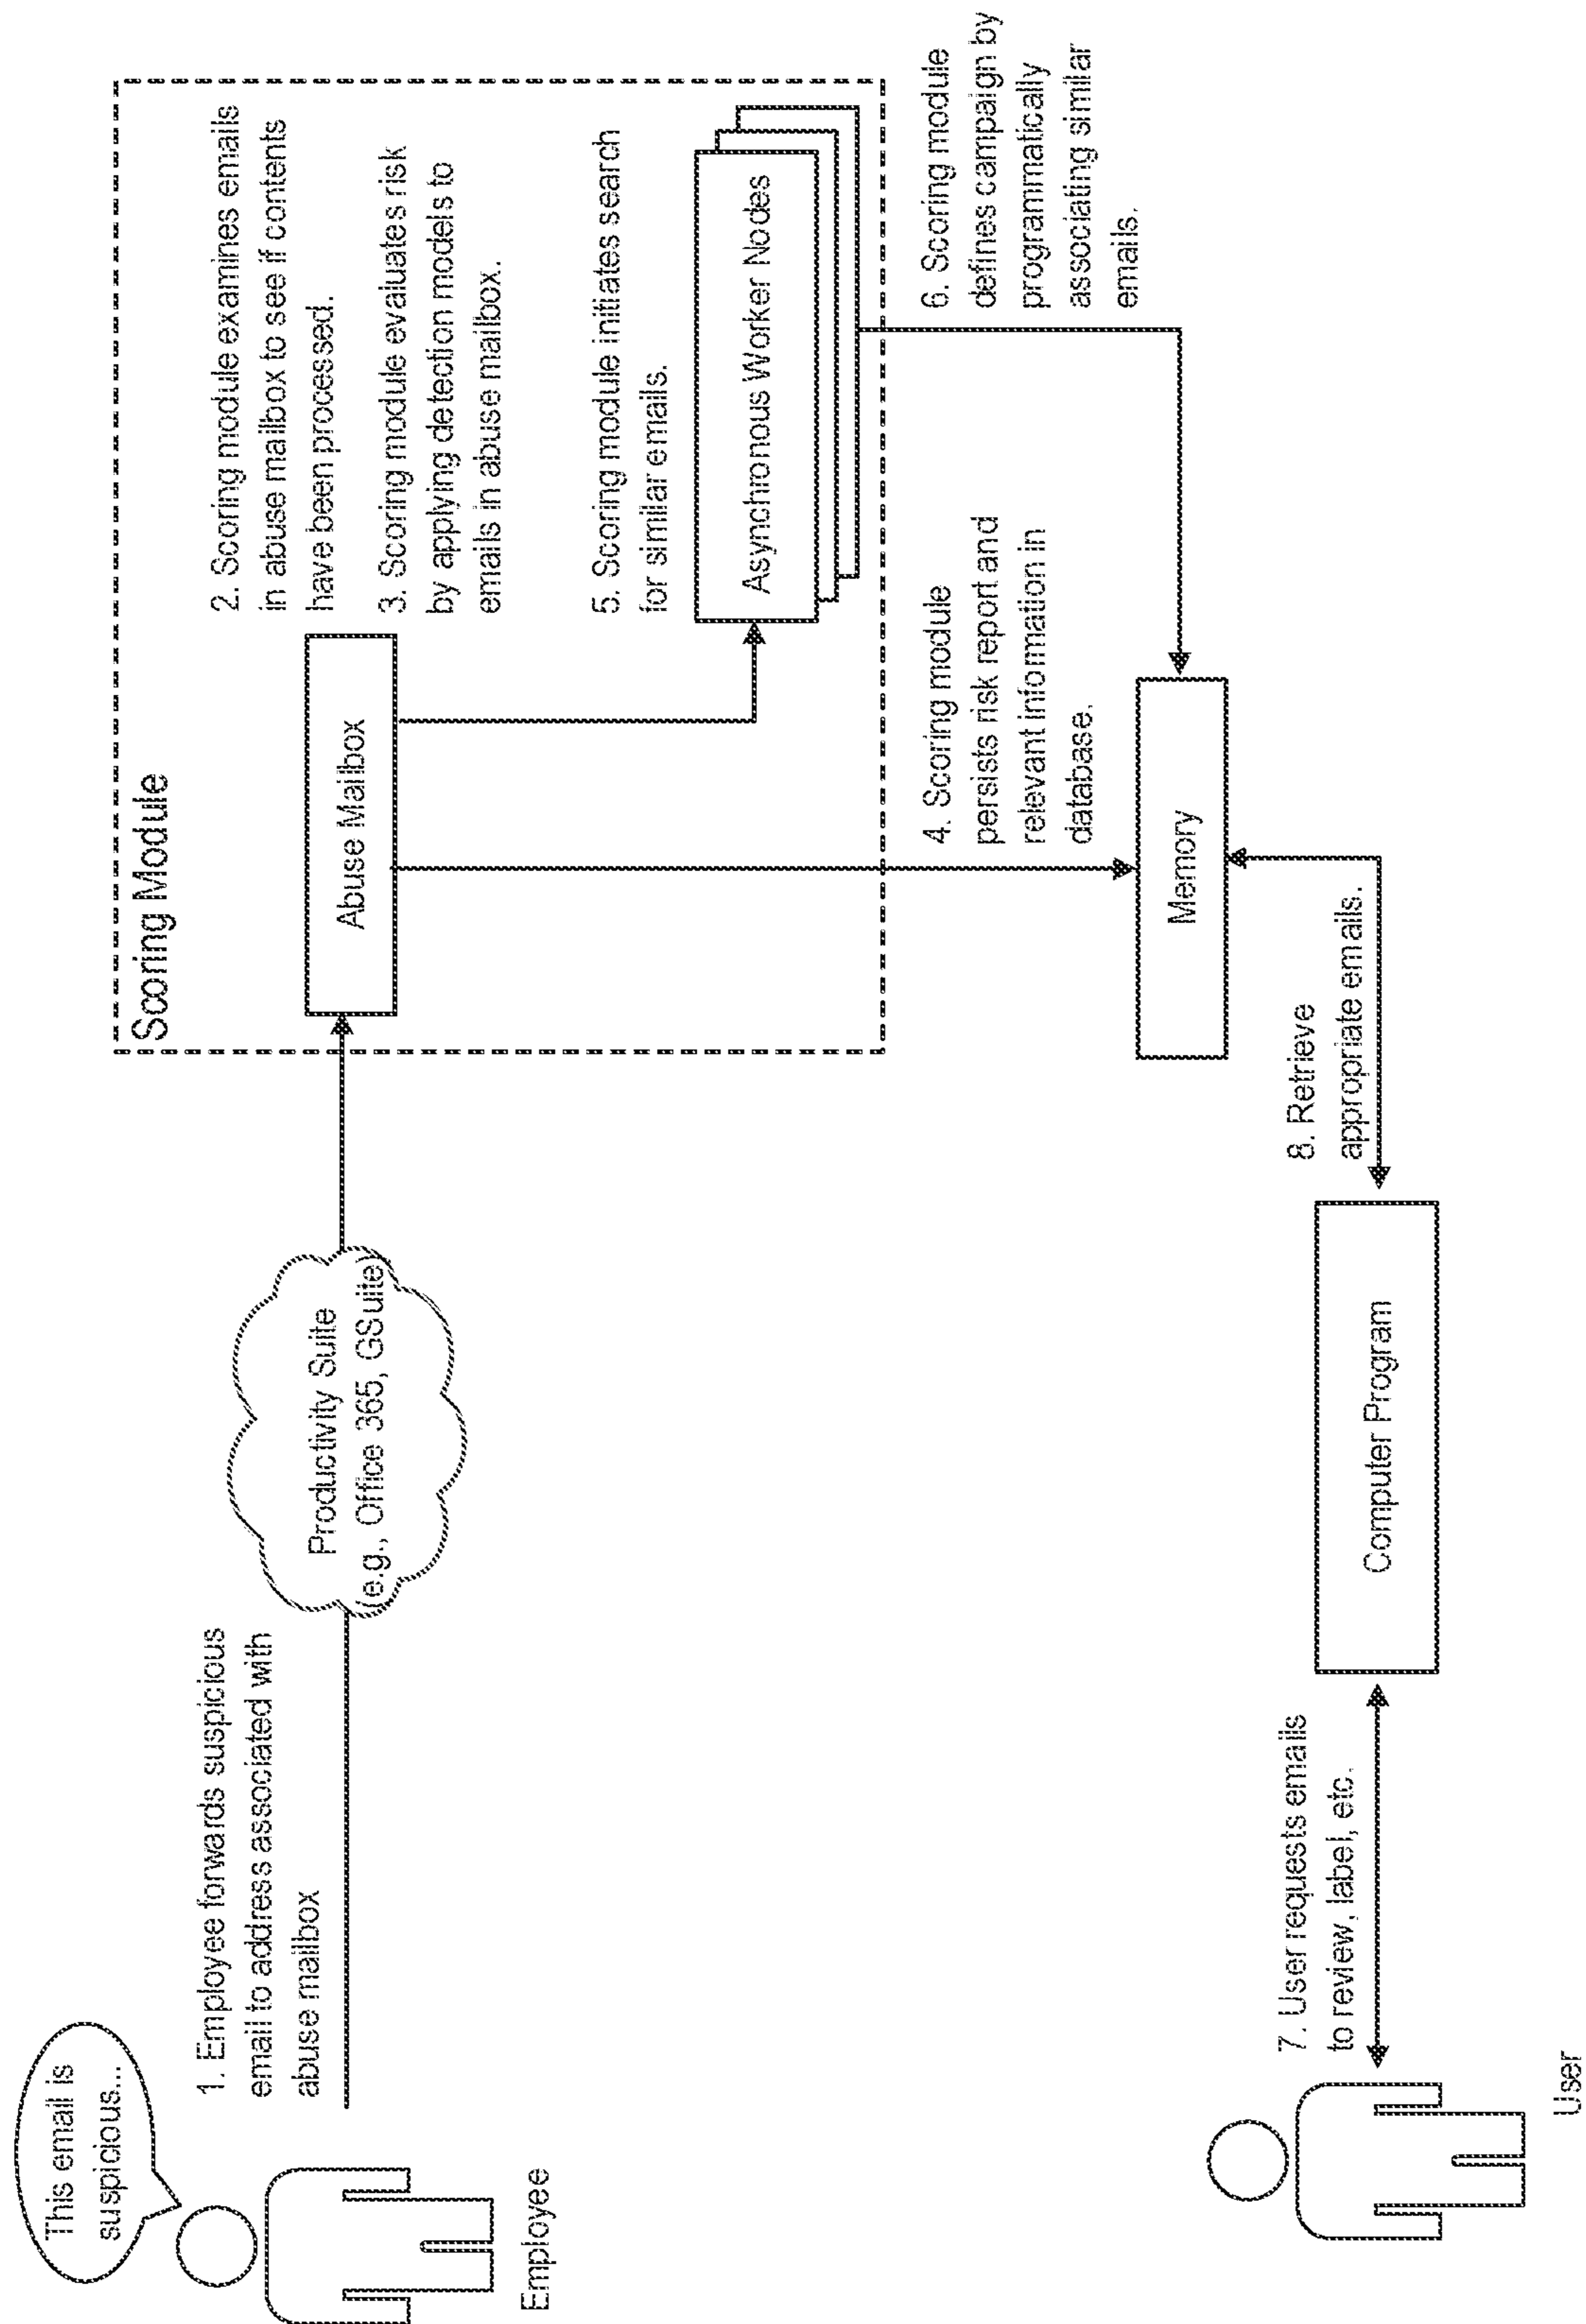 This email is
suspicious...
Employee
1. Employee forwards suspicious
email to address associated with
abuse mailbox
Productivity Suite
(e.g., Office 365, GSuite)
Scoring Module
Abuse Mailbox
2. Scoring module examines emails
in abuse mailbox to see if contents
have been processed.
3. Scoring module evaluates risk
by applying detection models to
emails in abuse mailbox.
5. Scoring module initiates search
for similar emails.
Asynchronous Worker Nodes
4. Scoring module
persists risk report and
relevant information in
database.
6. Scoring module
defines campaign by
programmatically
associating similar
emails.
Memory
8. Retrieve
appropriate emails.
Computer Program
7. User requests emails
to review, label, etc.
User